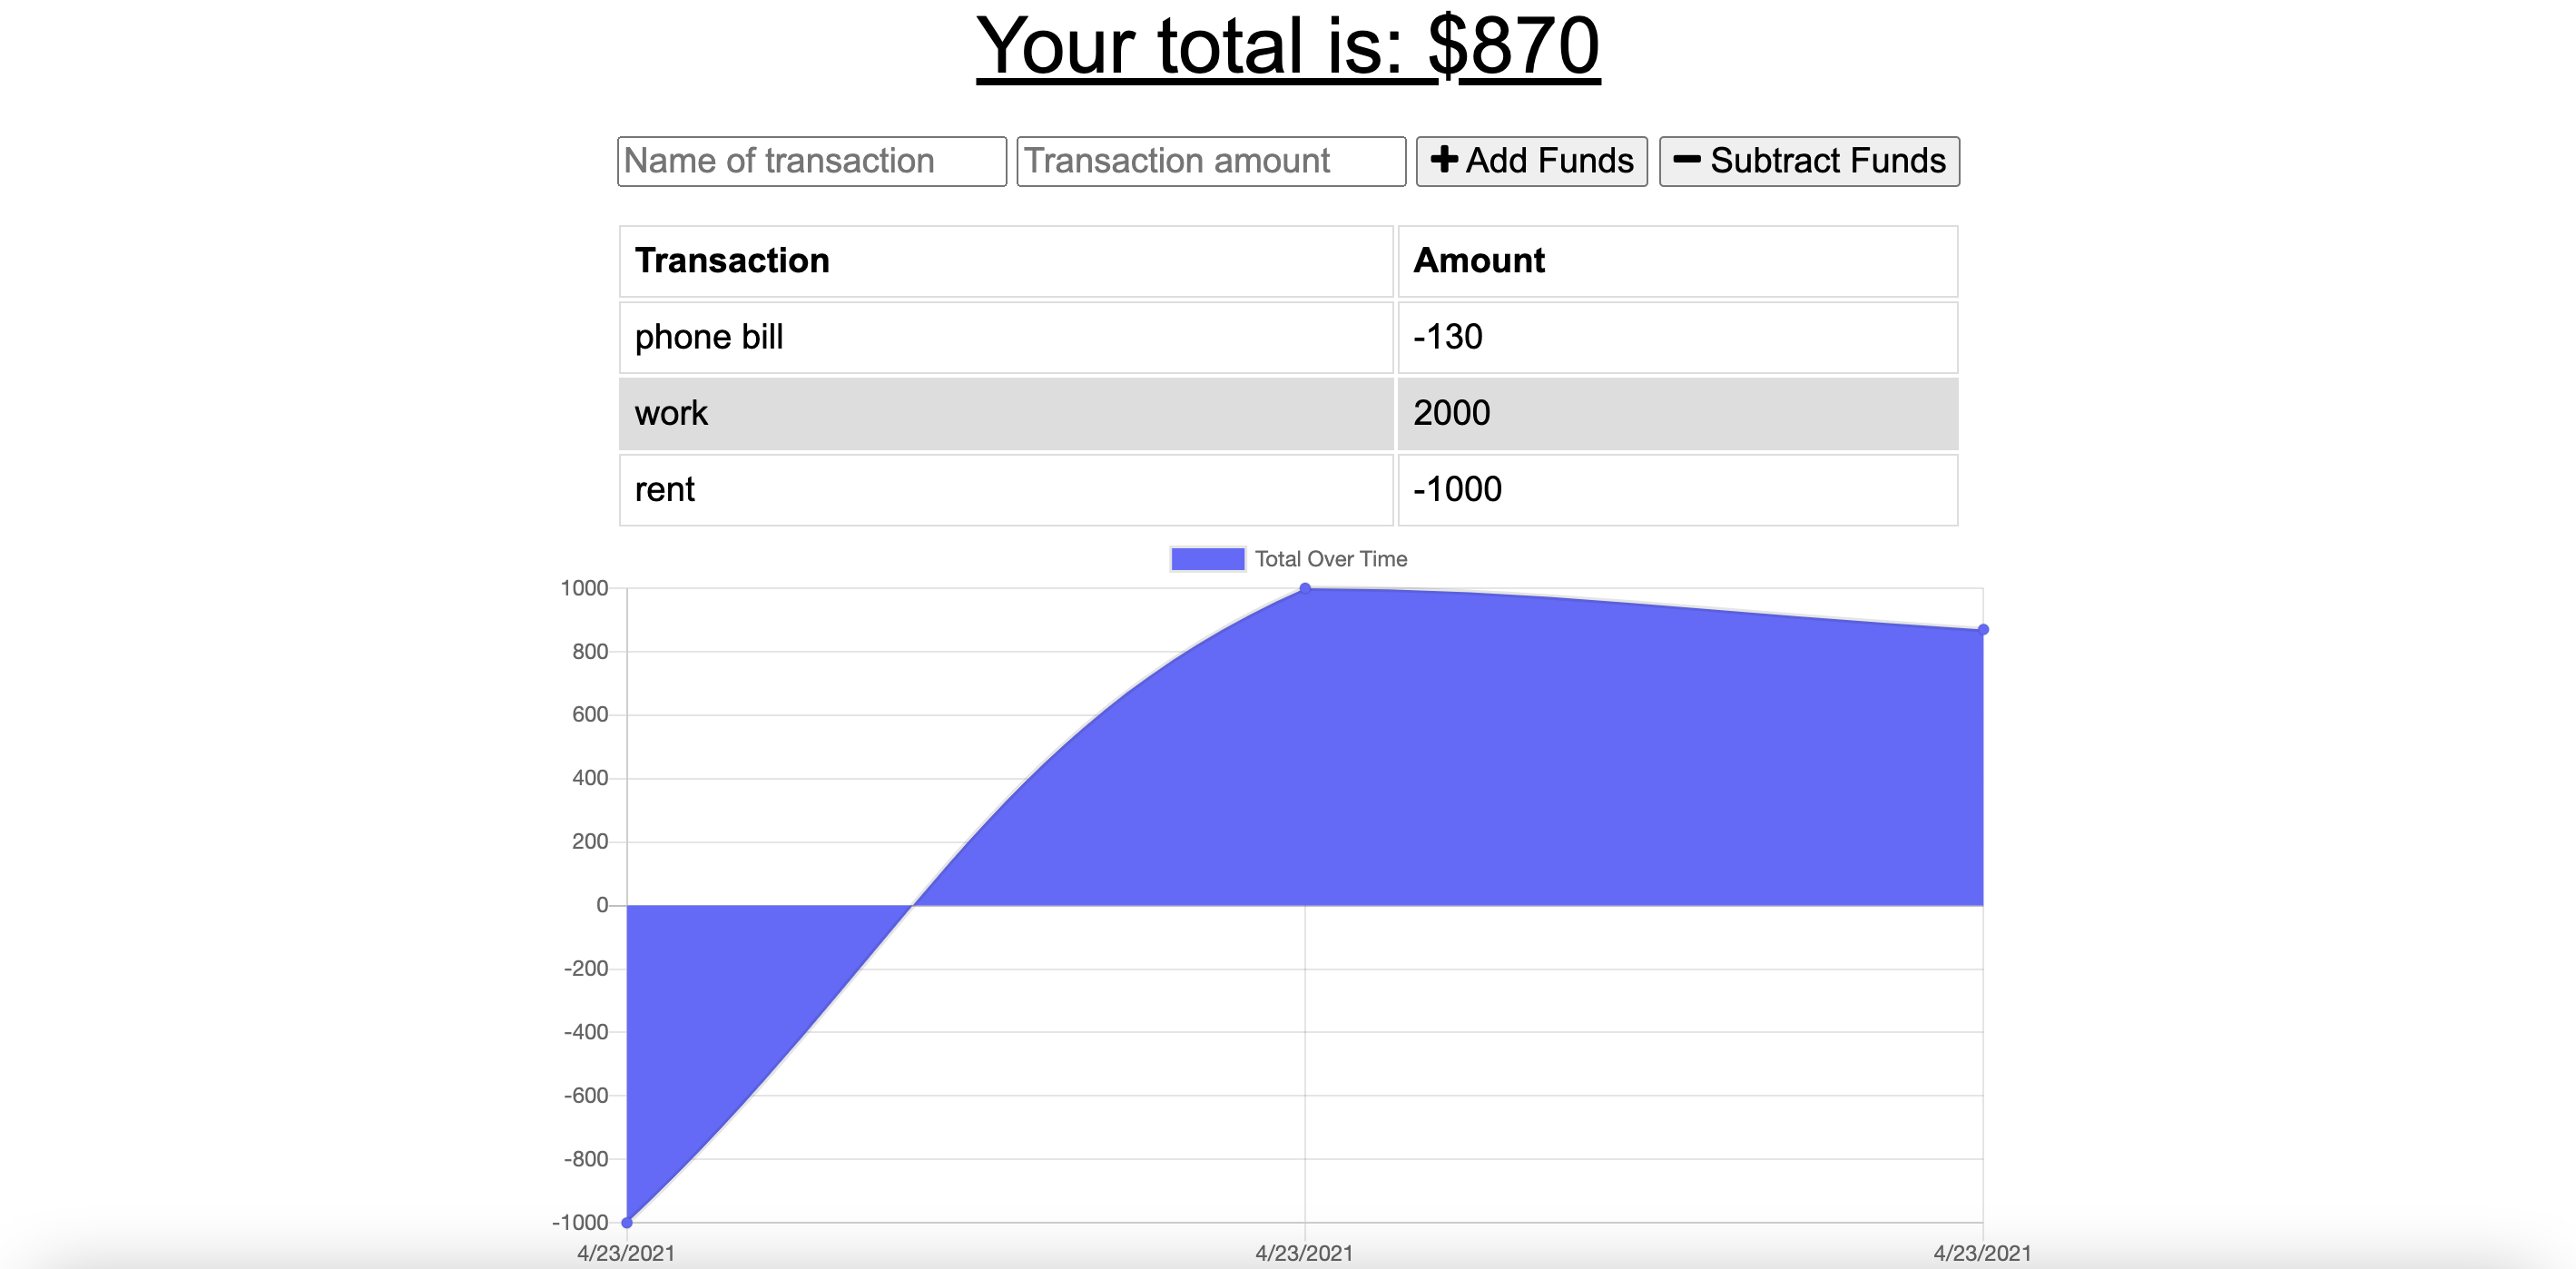 Your total is: $870
Name of transaction Transaction amount Add Funds Subtract Funds
Transaction Amount
phone bill -130
work 2000
rent -1000
Total Over Time
1000
800
600
400
200
0
-200
-400
-600
-800
-1000
4/23/2021 4/23/2021 4/23/2021